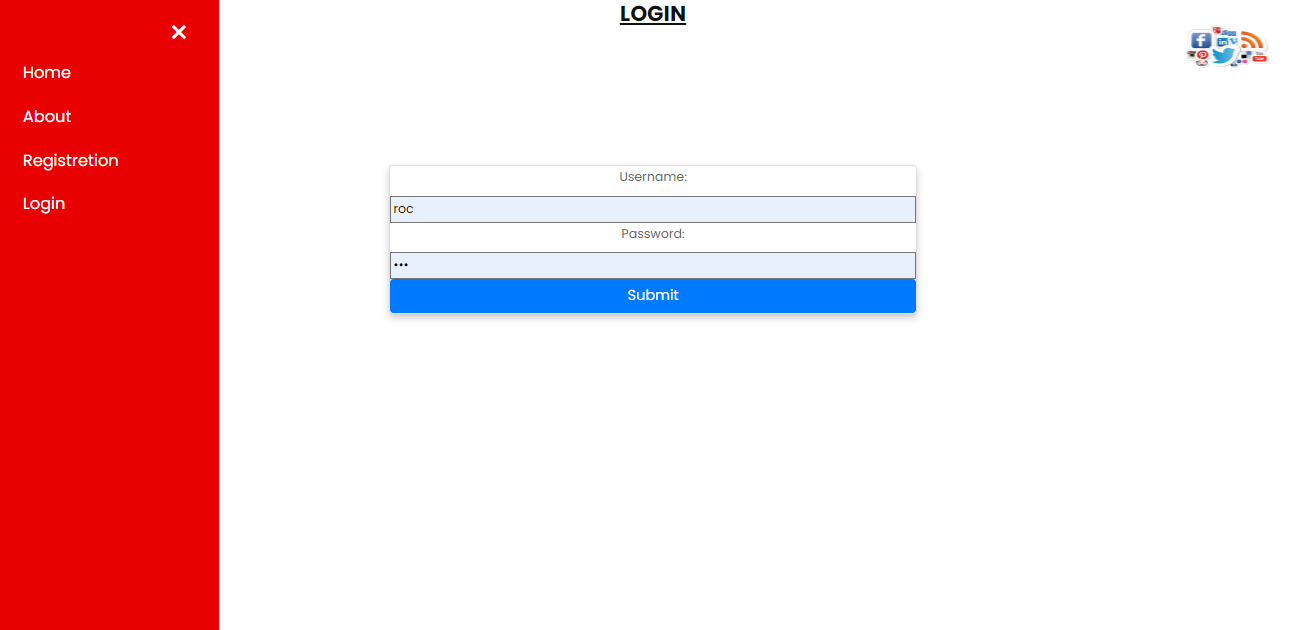 LOGIN
×
Home
About
Registretion
Login
Username:
roc
Password:
•••
Submit